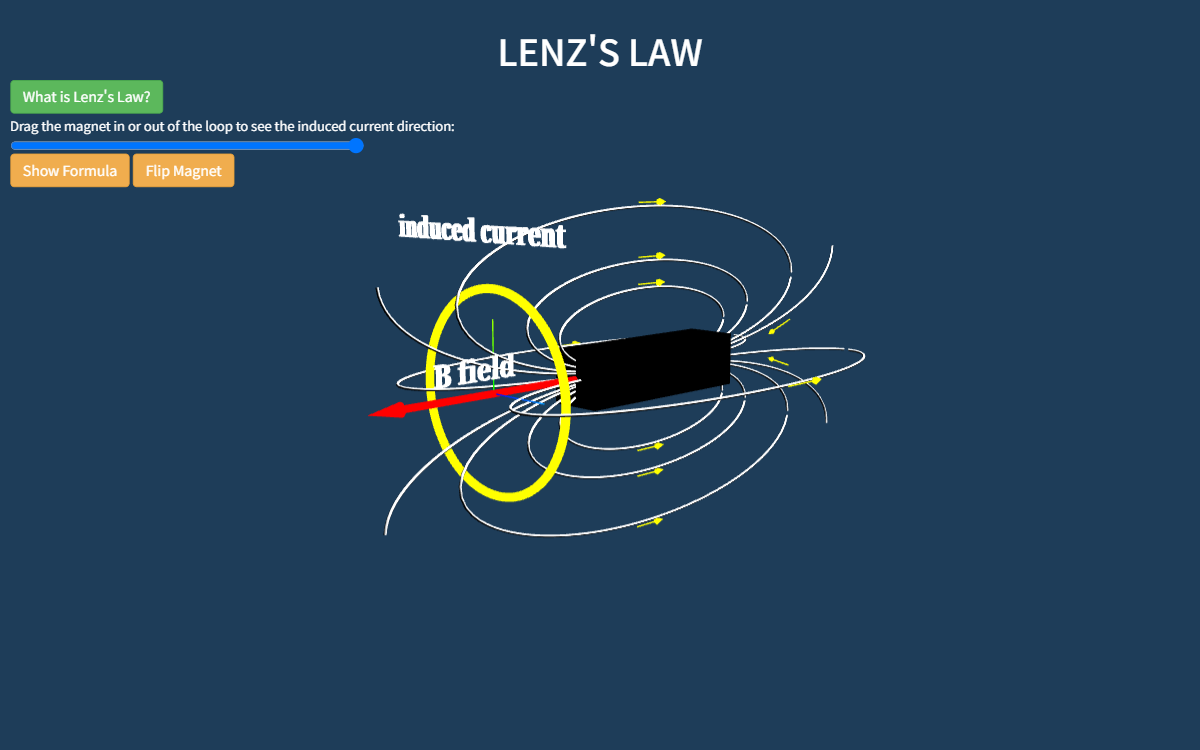 LENZ'S LAW
What is Lenz's Law?
Drag the magnet in or out of the loop to see the induced current direction:
Show Formula Flip Magnet
induced current
B field